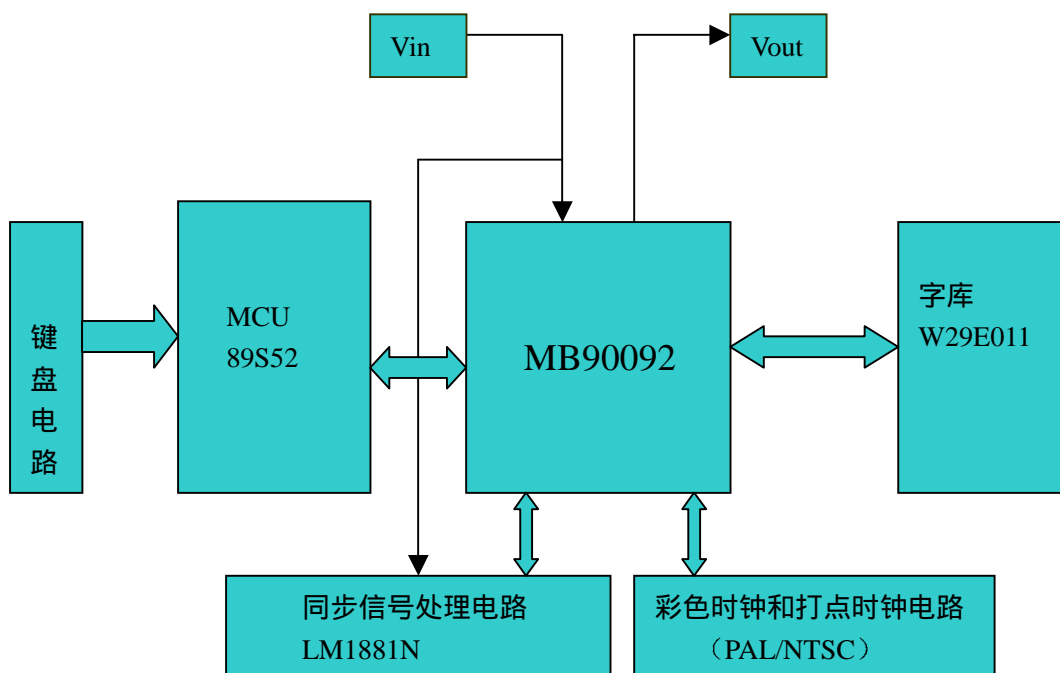 Vin
Vout
键
盘
电
路
MCU
89S52
MB90092
字库
W29E011
同步信号处理电路
LM1881N
彩色时钟和打点时钟电路
（PAL/NTSC）